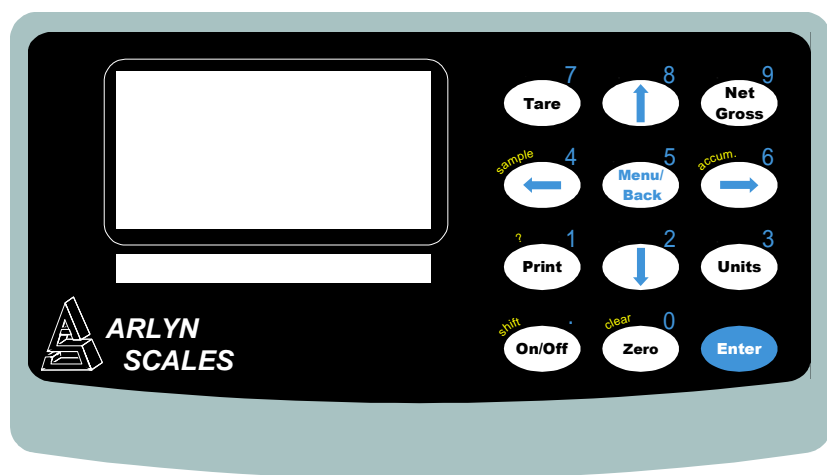 7 8 9
Tare Net
Gross
sample 4 5 accum. 6
Menu/
Back
? 1 2 3
Print Units
shift . clear 0
On/Off Zero Enter
ARLYN
SCALES